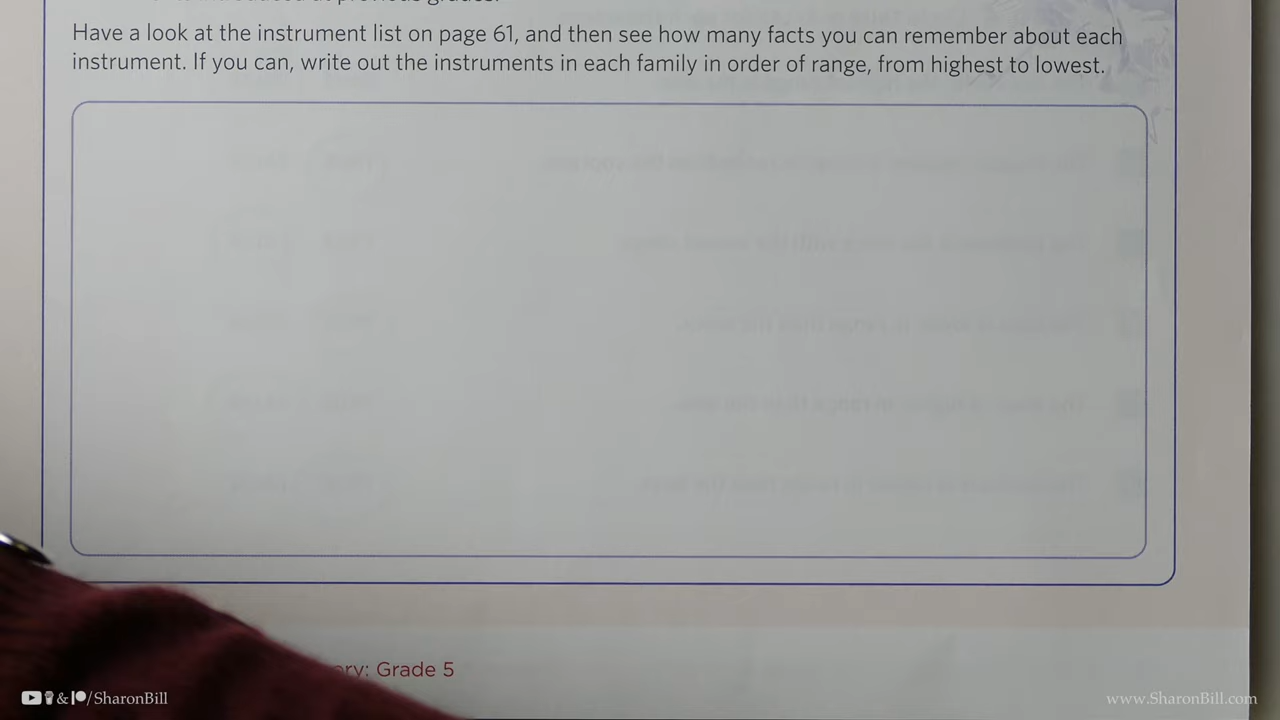 Have a look at the instrument list on page 61, and then see how many facts you can remember about each
instrument. If you can, write out the instruments in each family in order of range, from highest to lowest.
Grade 5
& /SharonBill
www.SharonBill.com